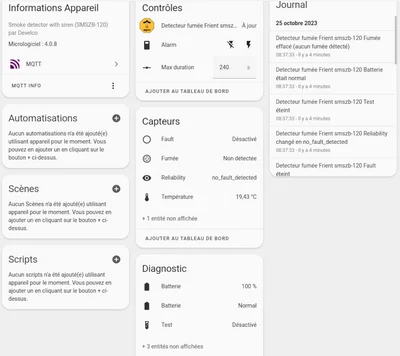 Informations Appareil
Smoke detector with siren (SMSZB-120)
par Develco
Micrologiciel : 4.0.8
MQTT
MQTT INFO
Automatisations
Aucun automatisations n'a été ajouté(e) utilisant
appareil pour le moment. Vous pouvez en
ajouter un en cliquant sur le bouton + ci-
dessus.
Scènes
Aucun Scènes n'a été ajouté(e) utilisant
appareil pour le moment. Vous pouvez en
ajouter un en cliquant sur le bouton + ci-
dessus.
Scripts
Aucun scripts n'a été ajouté(e) utilisant
appareil pour le moment. Vous pouvez en
ajouter un en cliquant sur le bouton + ci-
dessus.
Contrôles
Detecteur fumée Frient smsz... À jour
Alarm
Max duration 240 s
AJOUTER AU TABLEAU DE BORD
Capteurs
Fault Désactivé
Fumée Non detectée
Reliability no_fault_detected
Température 19,43 °C
+ 1 entité non affichée
AJOUTER AU TABLEAU DE BORD
Diagnostic
Batterie 100 %
Batterie Normal
Test Désactivé
+ 3 entités non affichées
Journal
25 octobre 2023
Detecteur fumée Frient smszb-120 Fumée
effacé (aucun fumée détecté)
08:37:33 - Il y a 4 minutes
Detecteur fumée Frient smszb-120 Batterie
était normal
08:37:33 - Il y a 4 minutes
Detecteur fumée Frient smszb-120 Test
éteint
08:37:33 - Il y a 4 minutes
Detecteur fumée Frient smszb-120 Reliability
changé en no_fault_detected
08:37:33 - Il y a 4 minutes
Detecteur fumée Frient smszb-120 Fault
éteint